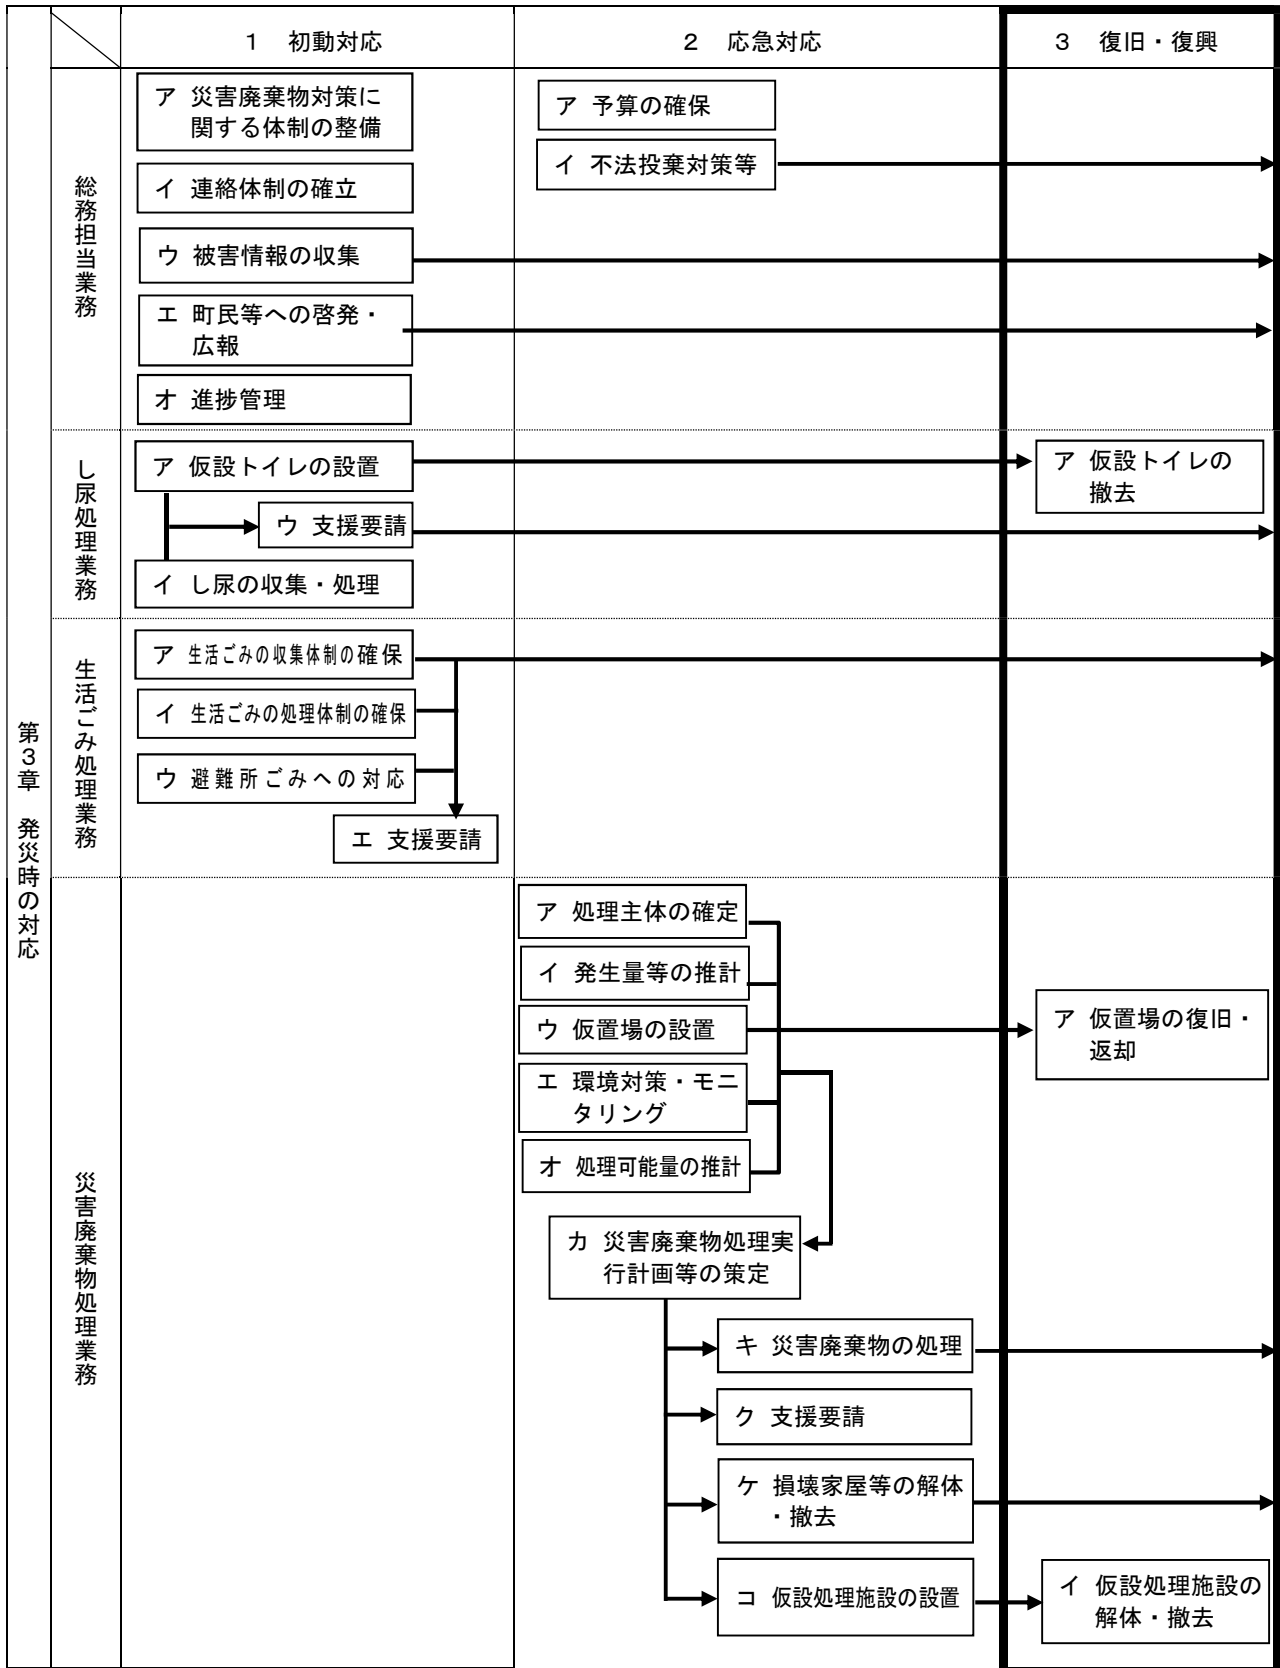 第3章　発災時の対応
1　初動対応
2　応急対応
3　復旧・復興
総務担当業務
ア 災害廃棄物対策に
関する体制の整備
イ 連絡体制の確立
ウ 被害情報の収集
エ 町民等への啓発・
広報
オ 進捗管理
ア 予算の確保
イ 不法投棄対策等
し尿処理業務
ア 仮設トイレの設置
ウ 支援要請
イ し尿の収集・処理
ア 仮設トイレの
撤去
生活ごみ処理業務
ア 生活ごみの収集体制の確保
イ 生活ごみの処理体制の確保
ウ 避難所ごみへの対応
エ 支援要請
災害廃棄物処理業務
ア 処理主体の確定
イ 発生量等の推計
ウ 仮置場の設置
エ 環境対策・モニ
タリング
オ 処理可能量の推計
カ 災害廃棄物処理実
行計画等の策定
キ 災害廃棄物の処理
ク 支援要請
ケ 損壊家屋等の解体
・撤去
コ 仮設処理施設の設置
ア 仮置場の復旧・
返却
イ 仮設処理施設の
解体・撤去